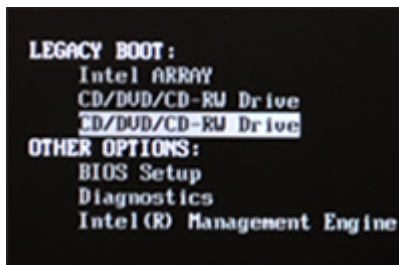 LEGACY BOOT:
Intel ARRAY
CD/DVD/CD-RW Drive
CD/DVD/CD-RW Drive
OTHER OPTIONS:
BIOS Setup
Diagnostics
Intel(R) Management Engine